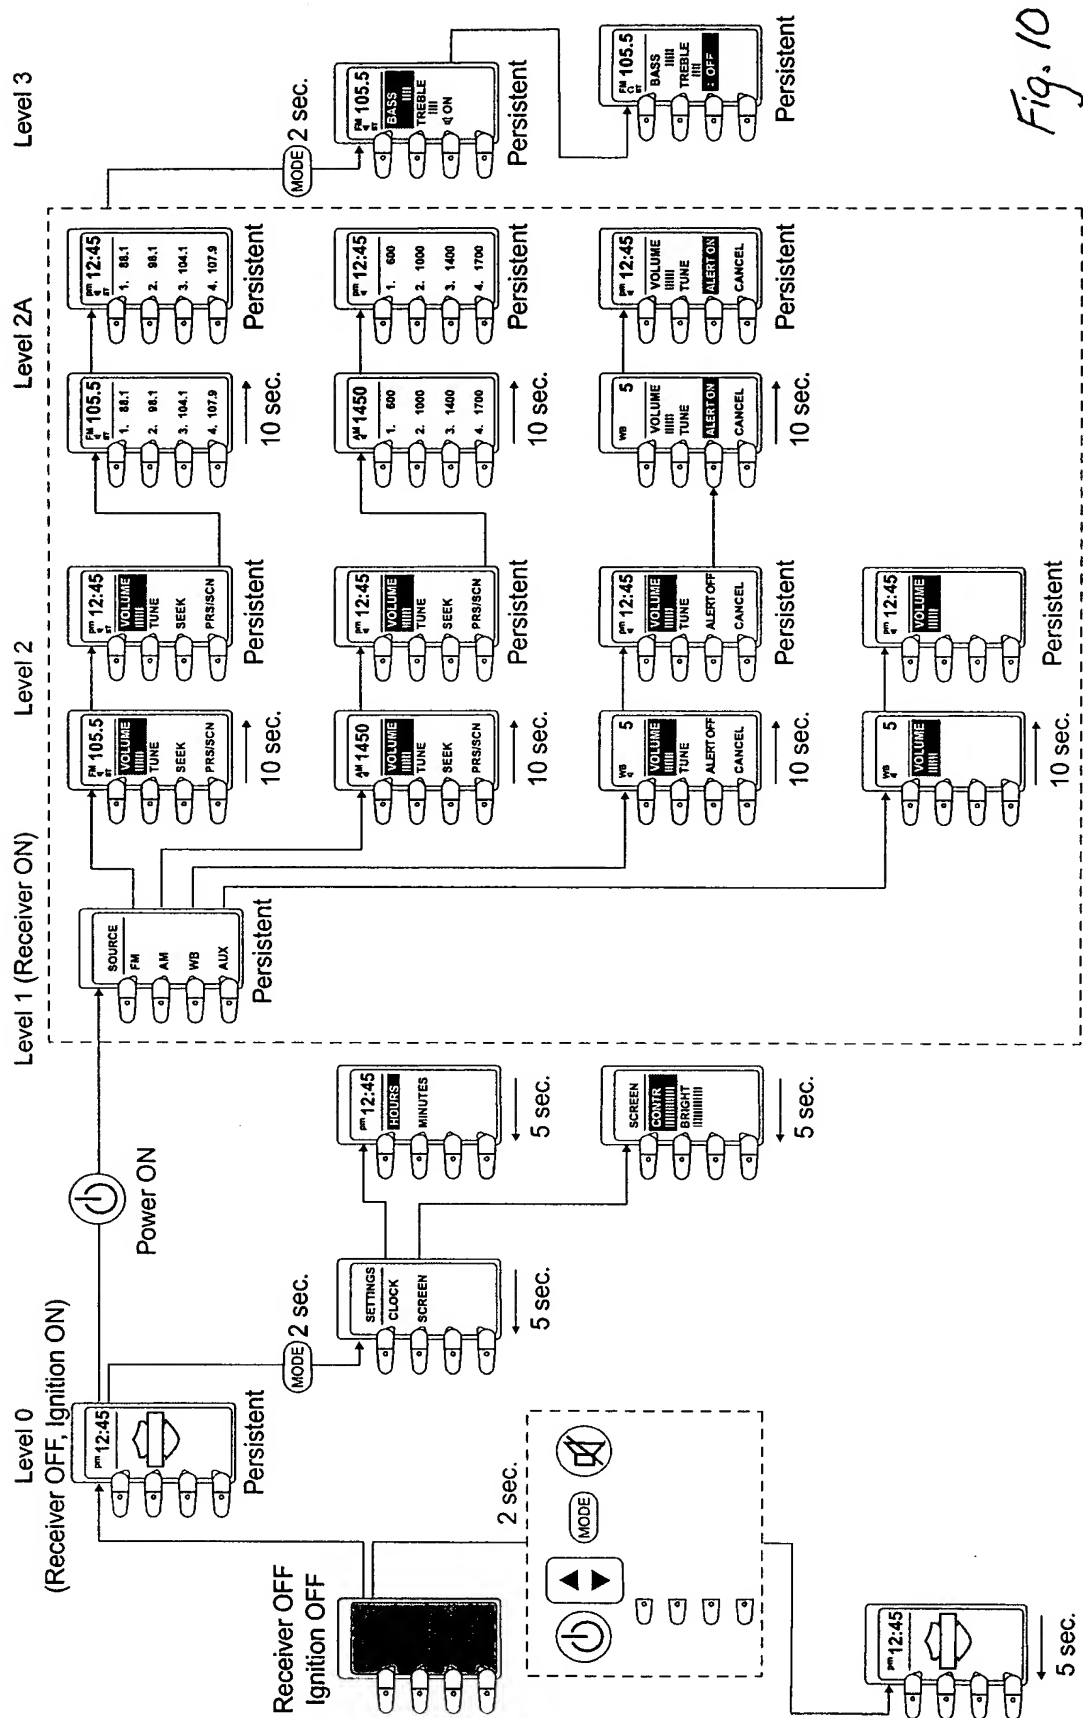 Level 0
(Receiver OFF, Ignition ON)
Level 1 (Receiver ON)
Level 2
Level 2A
Level 3
Receiver OFF
Ignition OFF
pm 12:45
Persistent
Power ON
SOURCE
FM
AM
WB
AUX
Persistent
FM 105.5
ST
VOLUME
TUNE
SEEK
PRS/SCN
10 sec.
pm 12:45
ST
VOLUME
TUNE
SEEK
PRS/SCN
Persistent
FM 105.5
ST
1. 88.1
2. 98.1
3. 104.1
4. 107.9
10 sec.
pm 12:45
ST
1. 88.1
2. 98.1
3. 104.1
4. 107.9
Persistent
MODE 2 sec.
SETTINGS
CLOCK
SCREEN
5 sec.
pm 12:45
HOURS
MINUTES
5 sec.
AM 1450
VOLUME
TUNE
SEEK
PRS/SCN
10 sec.
pm 12:45
VOLUME
TUNE
SEEK
PRS/SCN
Persistent
AM 1450
1. 600
2. 1000
3. 1400
4. 1700
10 sec.
pm 12:45
1. 600
2. 1000
3. 1400
4. 1700
Persistent
MODE 2 sec.
FM 105.5
ST
BASS
TREBLE
ON
Persistent
2 sec.
MODE
SCREEN
CONTR
BRIGHT
5 sec.
WB 5
VOLUME
TUNE
ALERT OFF
CANCEL
10 sec.
pm 12:45
VOLUME
TUNE
ALERT OFF
CANCEL
Persistent
WB 5
VOLUME
TUNE
ALERT ON
CANCEL
10 sec.
pm 12:45
VOLUME
TUNE
ALERT ON
CANCEL
Persistent
FM 105.5
ST
BASS
TREBLE
: OFF
Persistent
pm 12:45
5 sec.
WB 5
VOLUME
10 sec.
pm 12:45
VOLUME
Persistent
Fig. 10